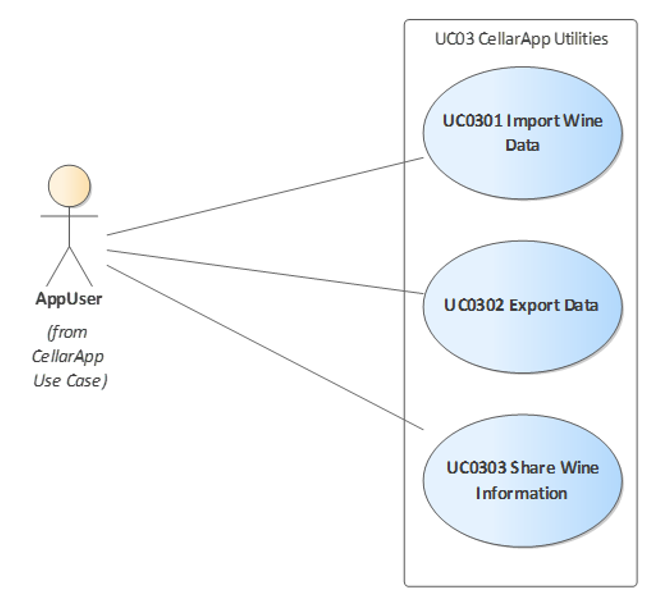 UC03 CellarApp Utilities
UC0301 Import Wine
Data
UC0302 Export Data
UC0303 Share Wine
Information
AppUser
(from
CellarApp
Use Case)